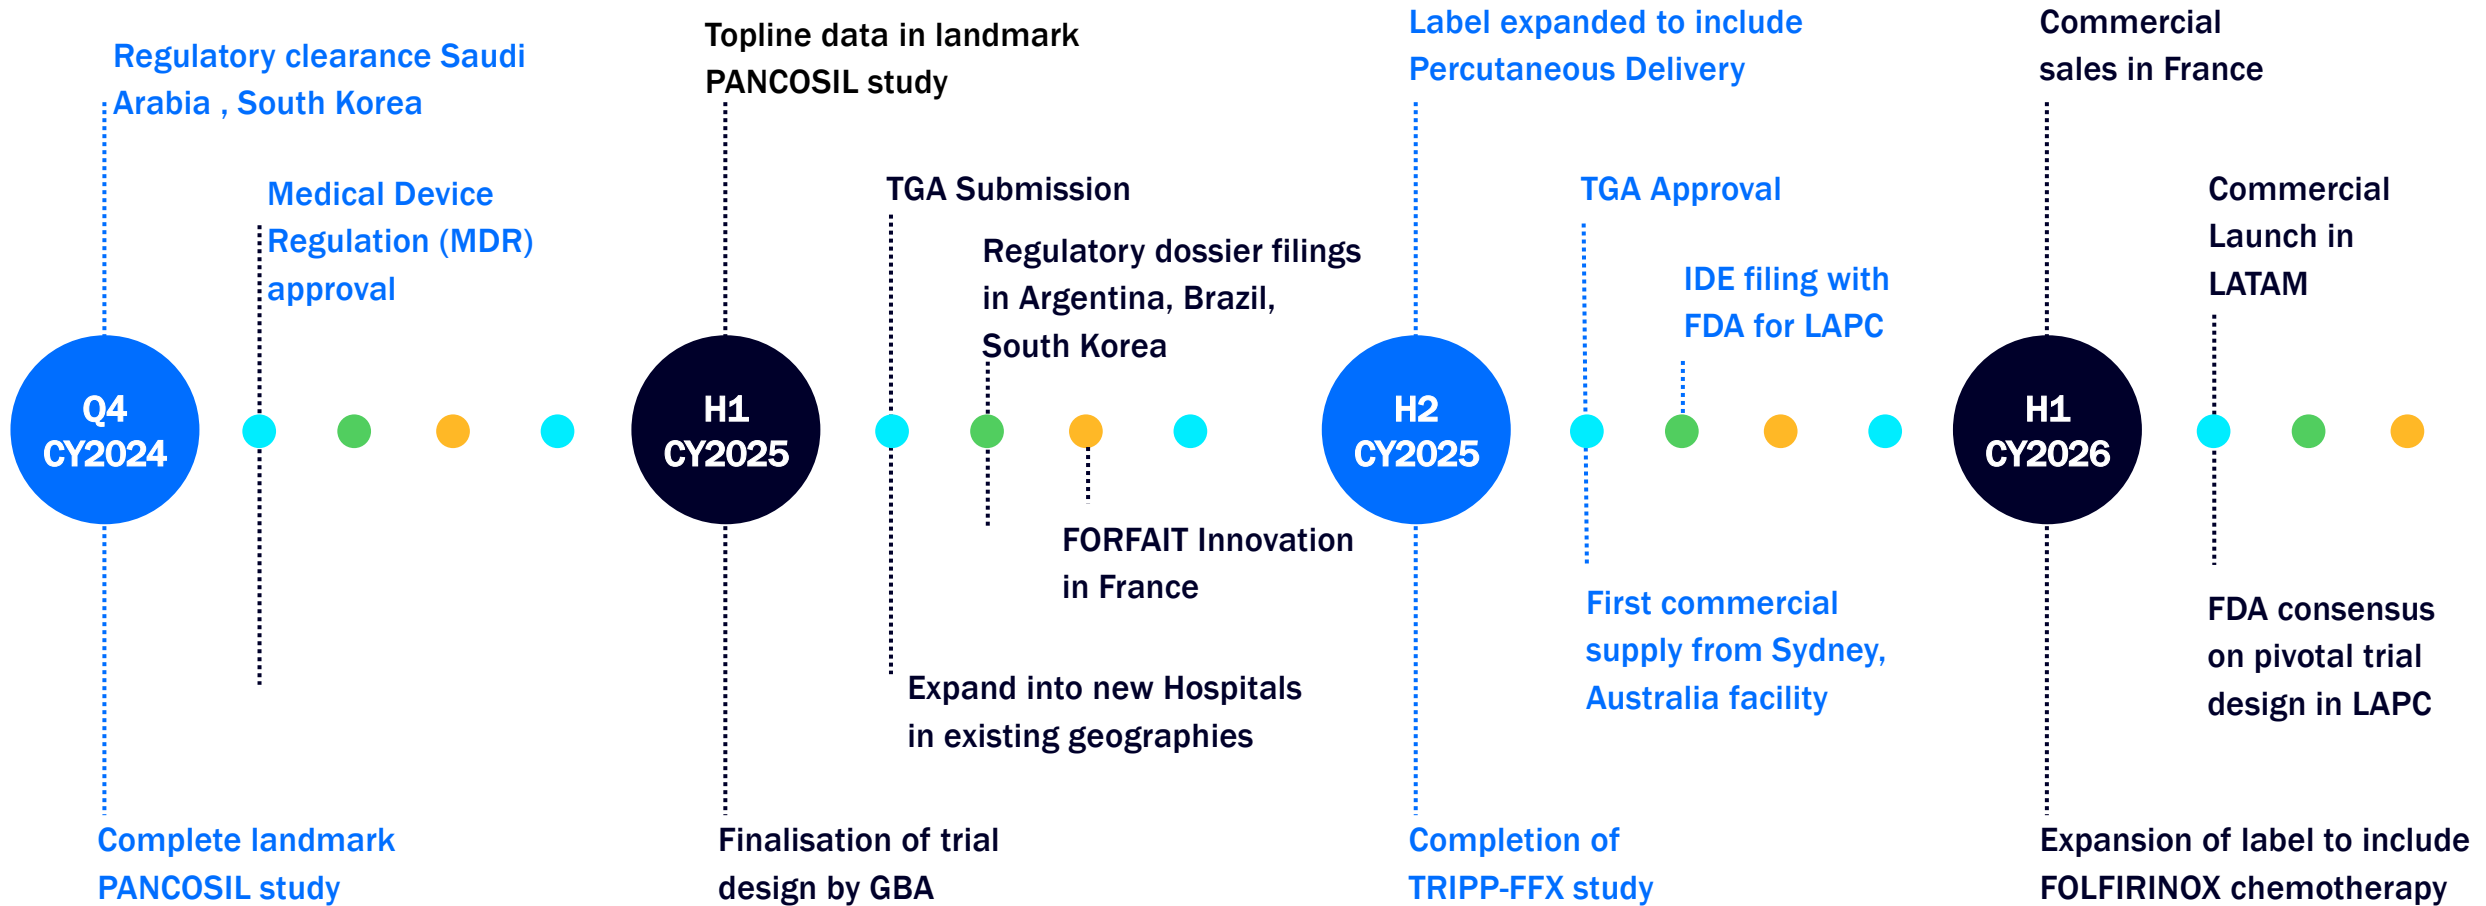 Regulatory clearance Saudi
Arabia , South Korea
Medical Device
Regulation (MDR)
approval
Q4
CY2024
Complete landmark
PANCOSIL study
Topline data in landmark
PANCOSIL study
TGA Submission
Regulatory dossier filings
in Argentina, Brazil,
South Korea
H1
CY2025
FORFAIT Innovation
in France
Expand into new Hospitals
in existing geographies
Finalisation of trial
design by GBA
Label expanded to include
Percutaneous Delivery
TGA Approval
IDE filing with
FDA for LAPC
H2
CY2025
First commercial
supply from Sydney,
Australia facility
Completion of
TRIPP-FFX study
Commercial
sales in France
Commercial
Launch in
LATAM
H1
CY2026
FDA consensus
on pivotal trial
design in LAPC
Expansion of label to include
FOLFIRINOX chemotherapy